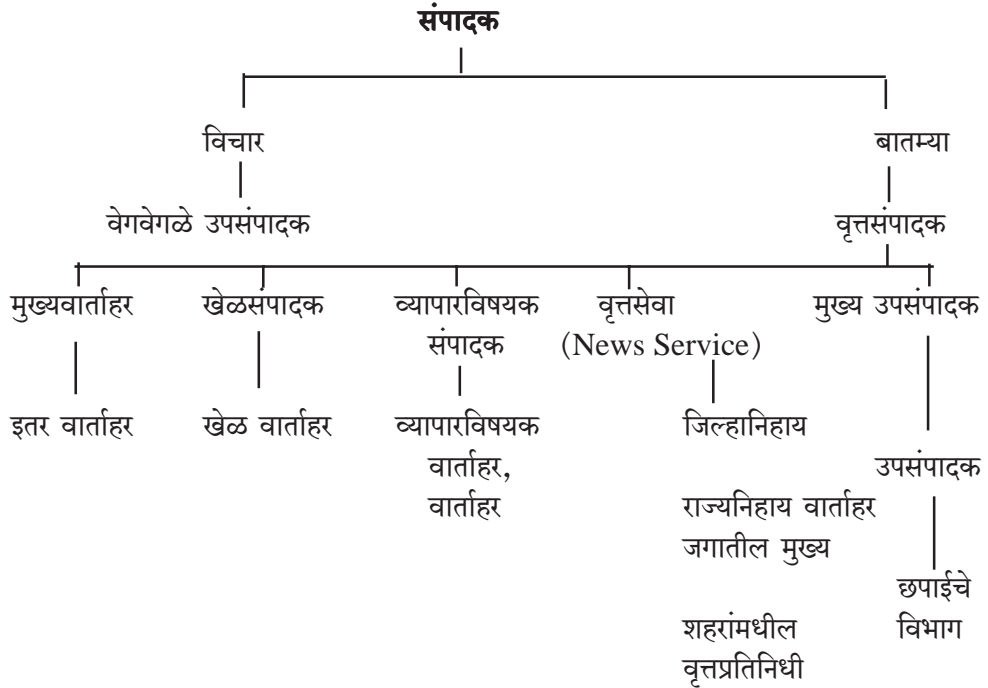 संपादक
विचार
बातम्या
वेगवेगळे उपसंपादक
वृत्तसंपादक
मुख्यवार्ताहर
खेळसंपादक
व्यापारविषयक
संपादक
वृत्तसेवा
(News Service)
मुख्य उपसंपादक
इतर वार्ताहर
खेळ वार्ताहर
व्यापारविषयक
वार्ताहर,
वार्ताहर
जिल्हानिहाय
राज्यनिहाय वार्ताहर
जगातील मुख्य
शहरांमधील
वृत्तप्रतिनिधी
उपसंपादक
छपाईचे
विभाग